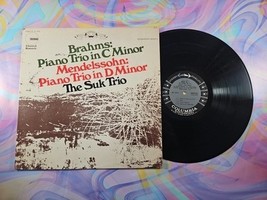 Brahms:
Piano Trio in C Minor
Mendelssohn:
Piano Trio in D Minor
The Suk Trio
COLUMBIA